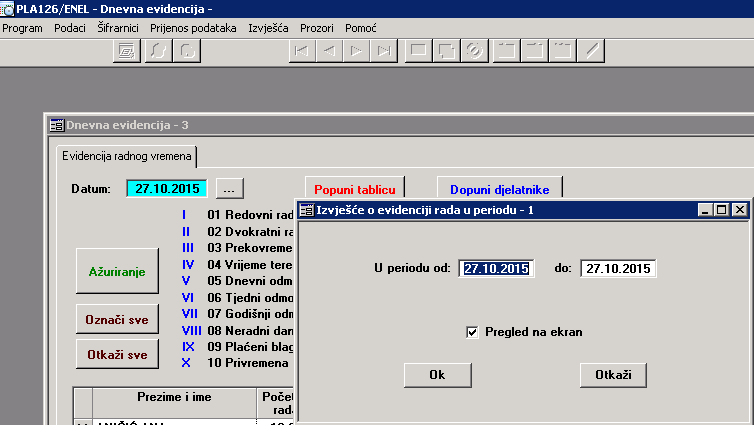 PLA126/ENEL - Dnevna evidencija -
Program Podaci Šifrarnici Prijenos podataka Izvješća Prozori Pomoć
Dnevna evidencija - 3
Evidencija radnog vremena
Datum: 27.10.2015 ... Popuni tablicu Dopuni djelatnike
Izvješće o evidenciji rada u periodu - 1
I 01 Redovni rad
II 02 Dvokratni
III 03 Prekovreme
IV 04 Vrijeme tere
V 05 Dnevni odm
VI 06 Tjedni odmo
VII 07 Godišnji odm
VIII 08 Neradni dan
IX 09 Plaćeni blag
X 10 Privremena
Ažuriranje
Označi sve
Otkaži sve
U periodu od: 27.10.2015 do: 27.10.2015
Pregled na ekran
Ok Otkaži
Prezime i ime
Počet
rada